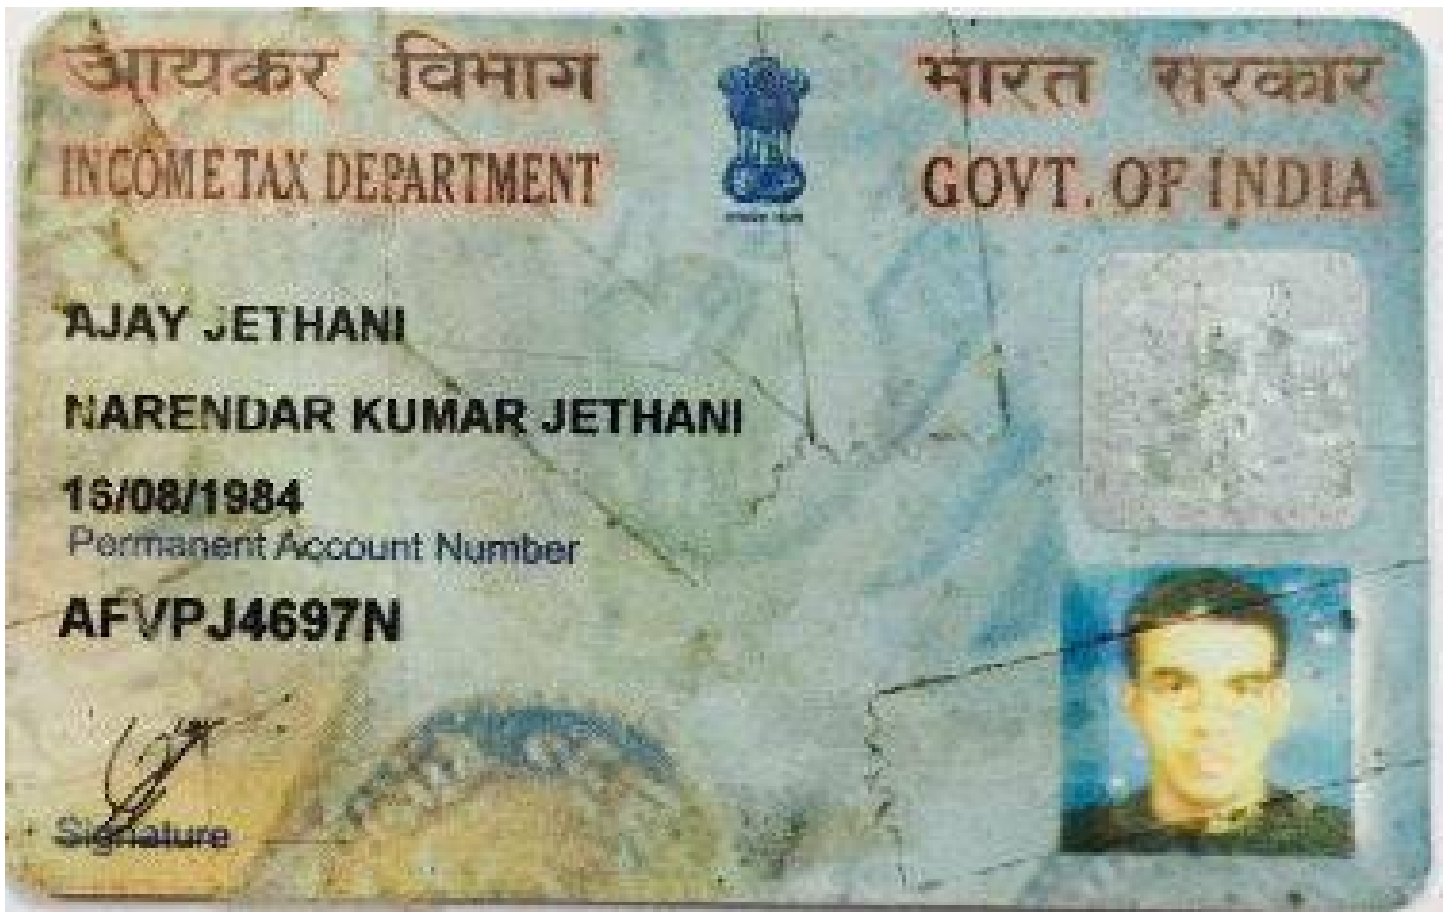 आयकर विभाग
INCOME TAX DEPARTMENT
भारत सरकार
GOVT. OF INDIA
AJAY JETHANI
NARENDAR KUMAR JETHANI
16/08/1984
Permanent Account Number
AFVPJ4697N
Signature